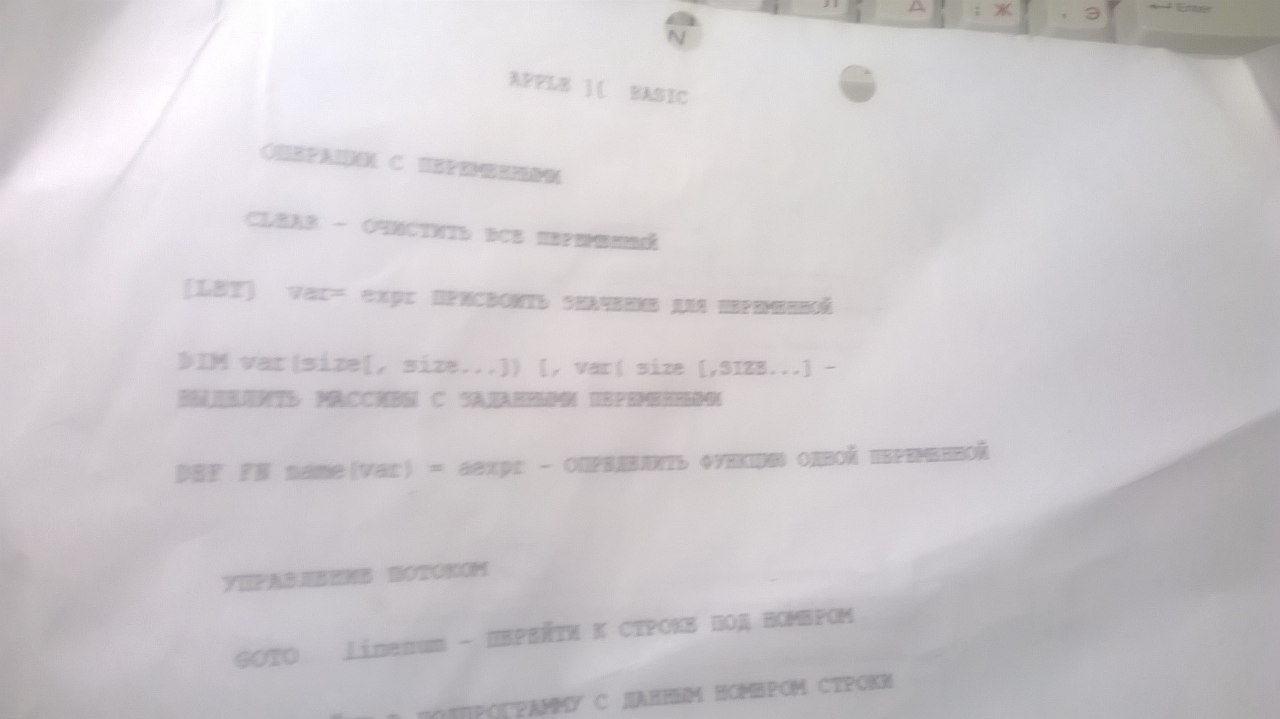 Л Д ; Ж . Э Enter
N
APPLE ][ BASIC
ОПЕРАЦИИ С ПЕРЕМЕННЫМИ
CLEAR - ОЧИСТИТЬ ВСЕ ПЕРЕМЕННЫЙ
[LET] var= expr ПРИСВОИТЬ ЗНАЧЕНИЕ ДЛЯ ПЕРЕМЕННОЙ
DIM var(size[, size...]) [, var( size [,SIZE...] -
ВЫДЕЛИТЬ МАССИВЫ С ЗАДАННЫМИ ПЕРЕМЕННЫМИ
DEF FN name(var) = aexpr - ОПРЕДЕЛИТЬ ФУНКЦИЮ ОДНОЙ ПЕРЕМЕННОЙ
УПРАВЛЕНИЕ ПОТОКОМ
GOTO linenum - ПЕРЕЙТИ К СТРОКЕ ПОД НОМЕРОМ
ПОДПРОГРАММУ С ДАННЫМ НОМЕРОМ СТРОКИ